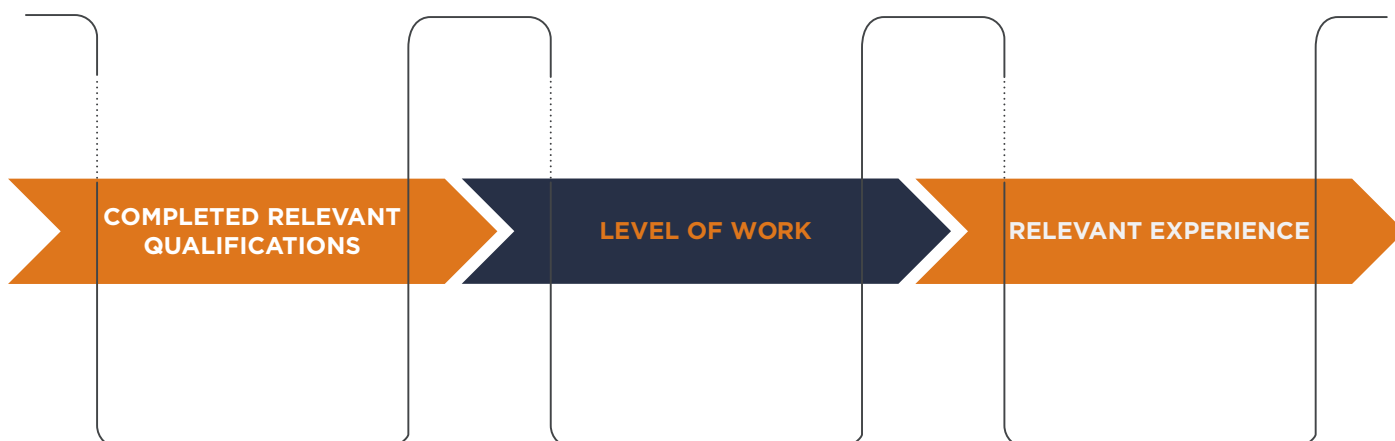 COMPLETED RELEVANT
QUALIFICATIONS
LEVEL OF WORK
RELEVANT EXPERIENCE